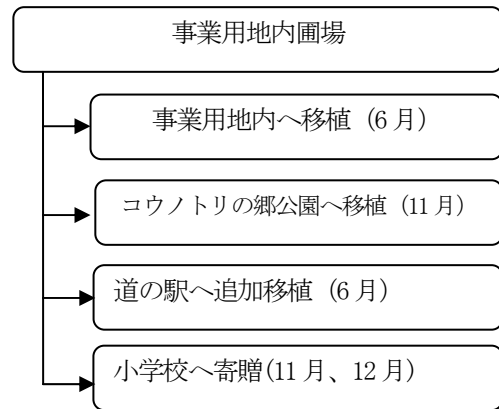 事業用地内圃場
事業用地内へ移植（6月）
コウノトリの郷公園へ移植（11月）
道の駅へ追加移植（6月）
小学校へ寄贈(11月、12月）